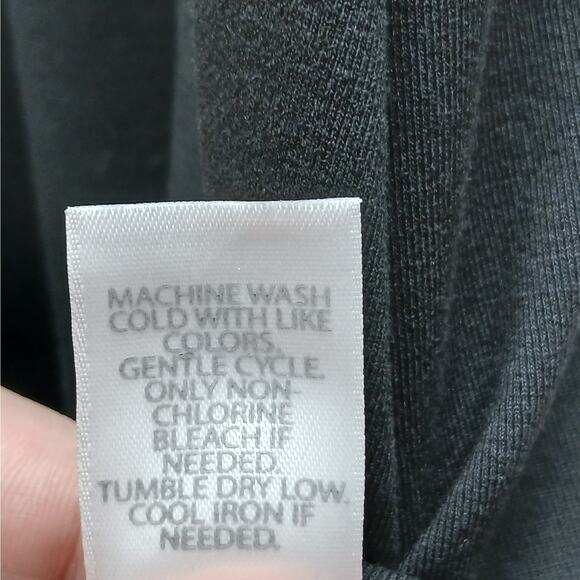 MACHINE WASH
COLD WITH LIKE
COLORS.
GENTLE CYCLE.
ONLY NON-
CHLORINE
BLEACH IF
NEEDED.
TUMBLE DRY LOW.
COOL IRON IF
NEEDED.